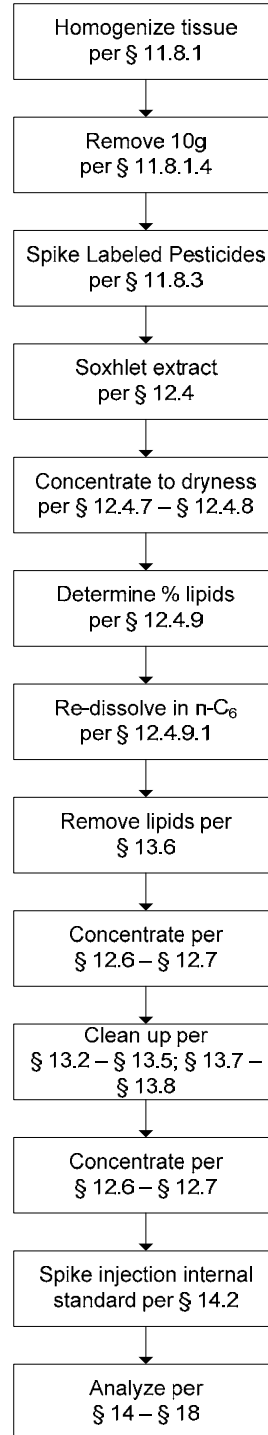 Homogenize tissue
per § 11.8.1
Remove 10g
per § 11.8.1.4
Spike Labeled Pesticides
per § 11.8.3
Soxhlet extract
per § 12.4
Concentrate to dryness
per § 12.4.7 – § 12.4.8
Determine % lipids
per § 12.4.9
Re-dissolve in n-C₆
per § 12.4.9.1
Remove lipids per
§ 13.6
Concentrate per
§ 12.6 – § 12.7
Clean up per
§ 13.2 – § 13.5; § 13.7 –
§ 13.8
Concentrate per
§ 12.6 – § 12.7
Spike injection internal
standard per § 14.2
Analyze per
§ 14 – § 18